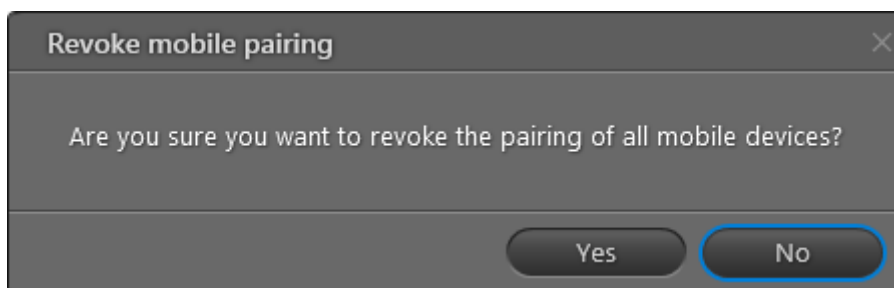 Revoke mobile pairing
Are you sure you want to revoke the pairing of all mobile devices?
Yes No